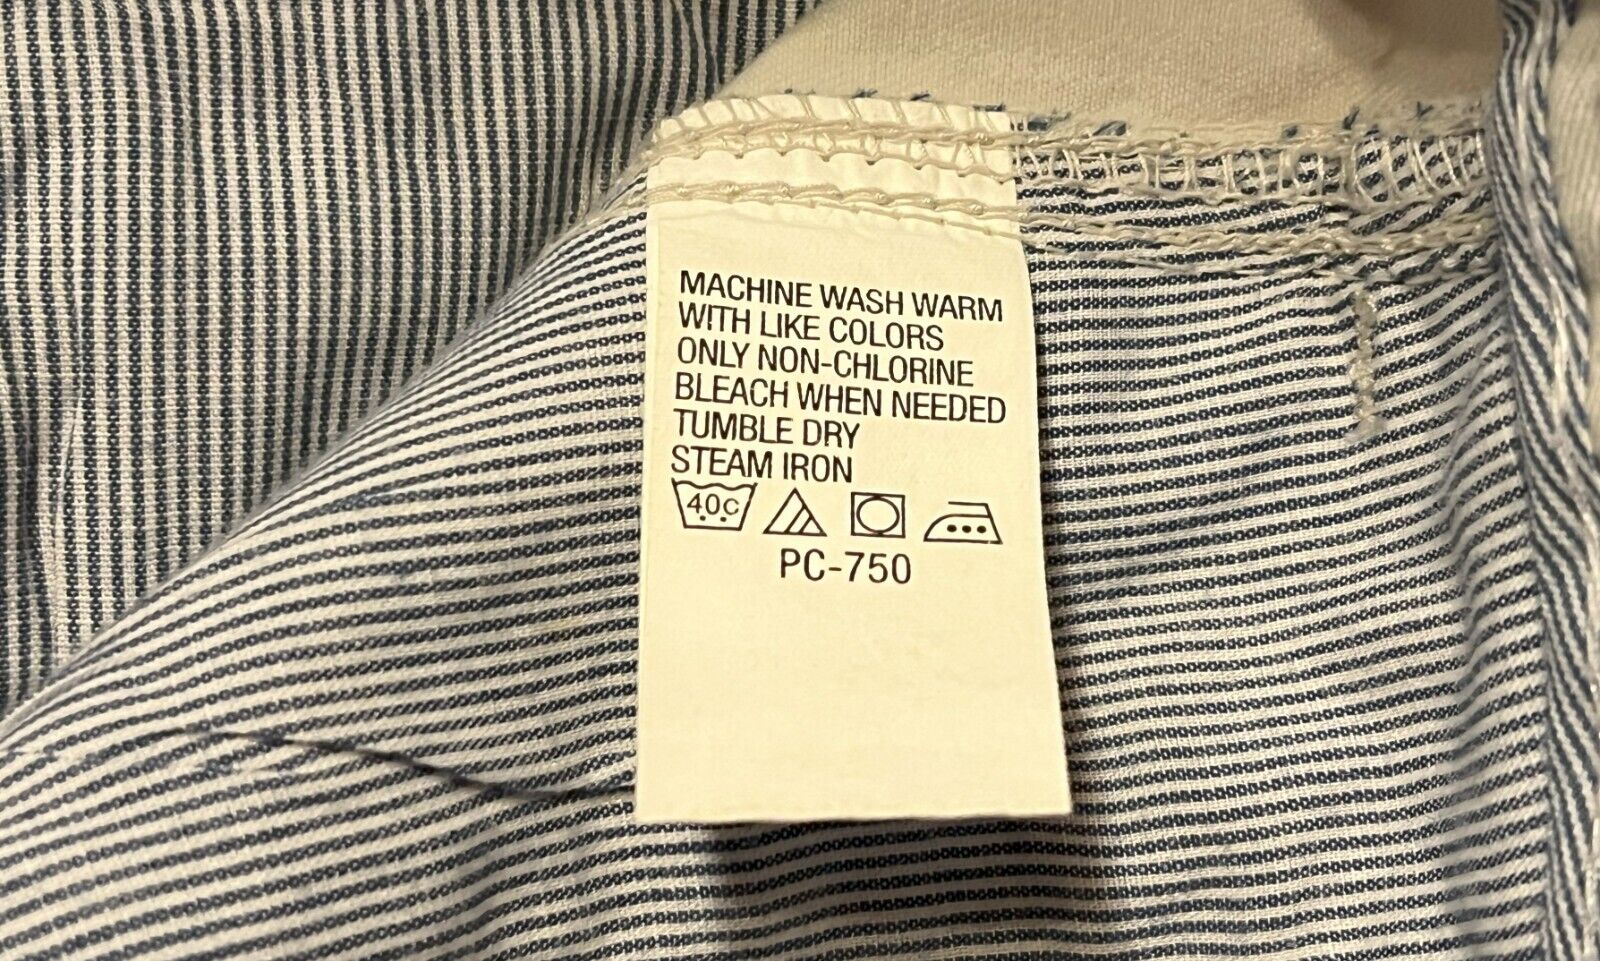 MACHINE WASH WARM
WITH LIKE COLORS
ONLY NON-CHLORINE
BLEACH WHEN NEEDED
TUMBLE DRY
STEAM IRON
40C
PC-750